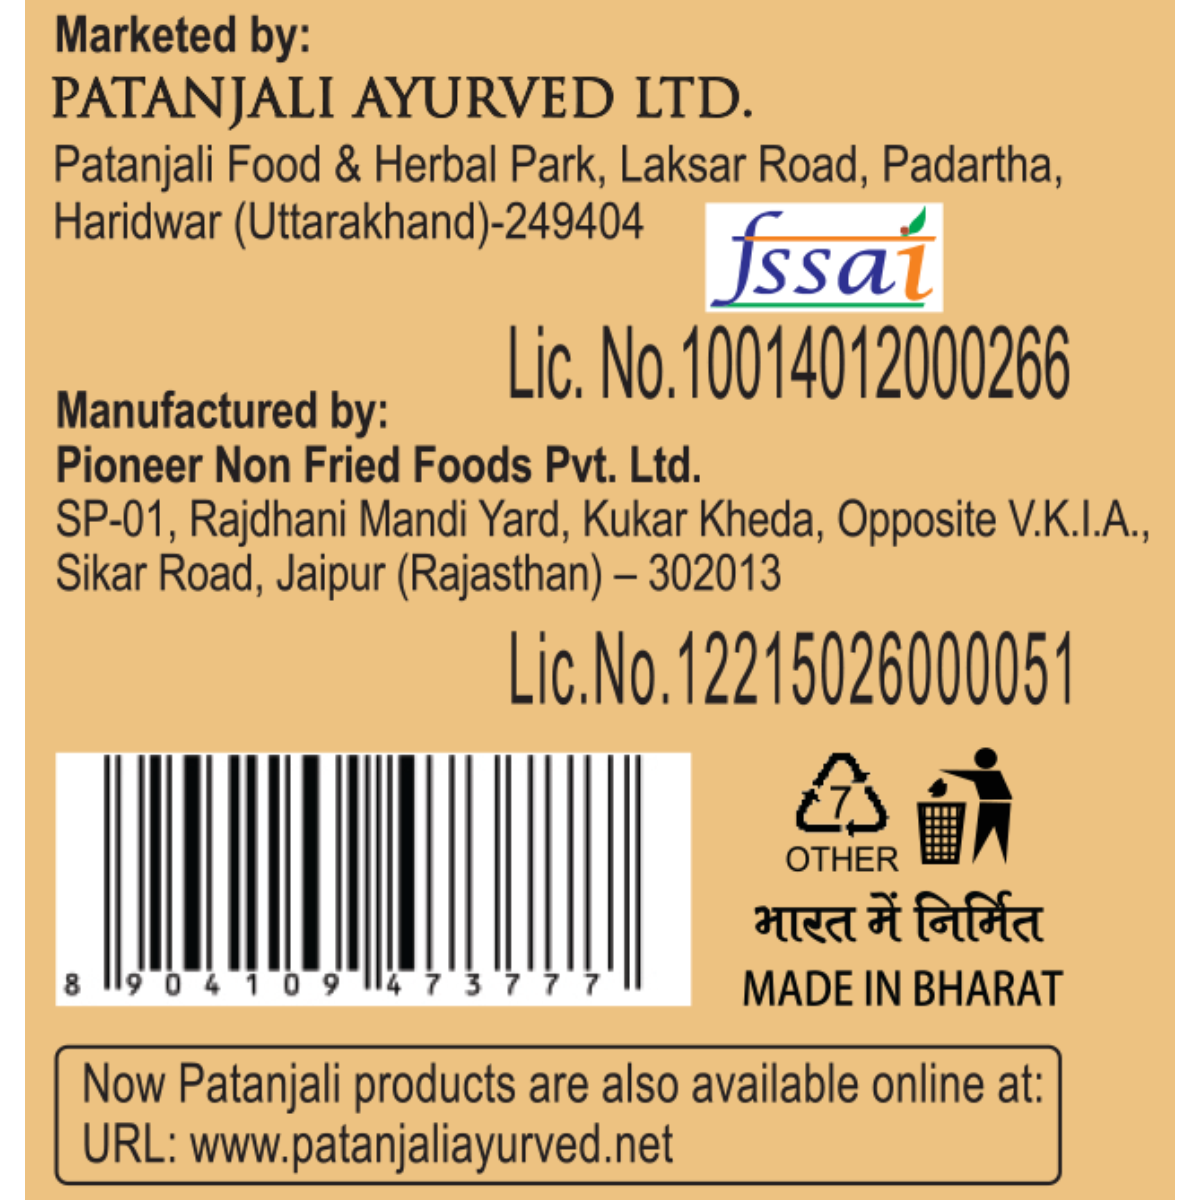 Marketed by:
PATANJALI AYURVED LTD.
Patanjali Food & Herbal Park, Laksar Road, Padartha,
Haridwar (Uttarakhand)-249404
fssai
Lic. No.10014012000266
Manufactured by:
Pioneer Non Fried Foods Pvt. Ltd.
SP-01, Rajdhani Mandi Yard, Kukar Kheda, Opposite V.K.I.A.,
Sikar Road, Jaipur (Rajasthan) – 302013
Lic.No.12215026000051
7
OTHER
8 904109 473777
भारत में निर्मित
MADE IN BHARAT
Now Patanjali products are also available online at:
URL: www.patanjaliayurved.net